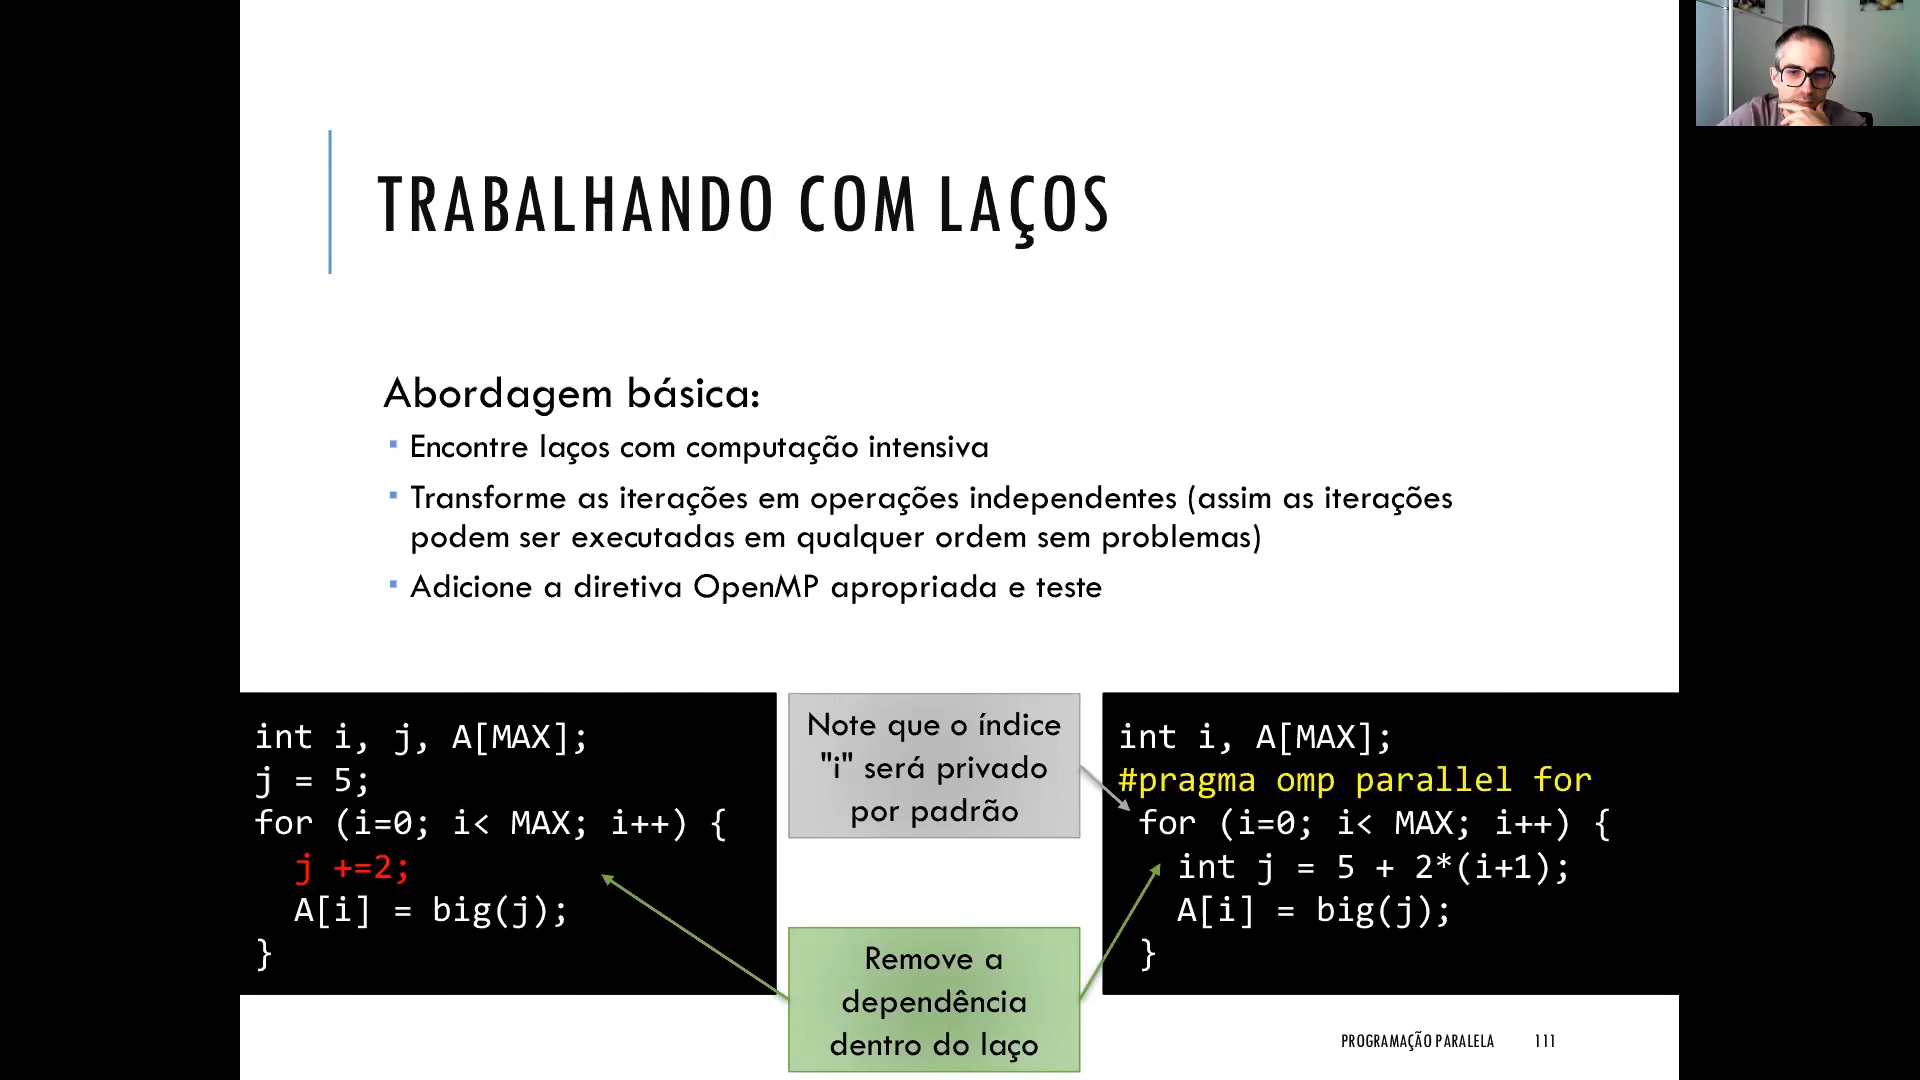 TRABALHANDO COM LAÇOS
Abordagem básica:
▪ Encontre laços com computação intensiva
▪ Transforme as iterações em operações independentes (assim as iterações
podem ser executadas em qualquer ordem sem problemas)
▪ Adicione a diretiva OpenMP apropriada e teste
int i, j, A[MAX];
j = 5;
for (i=0; i< MAX; i++) {
j +=2;
A[i] = big(j);
}
Note que o índice
"i" será privado
por padrão
Remove a
dependência
dentro do laço
int i, A[MAX];
#pragma omp parallel for
for (i=0; i< MAX; i++) {
int j = 5 + 2*(i+1);
A[i] = big(j);
}
PROGRAMAÇÃO PARALELA 111